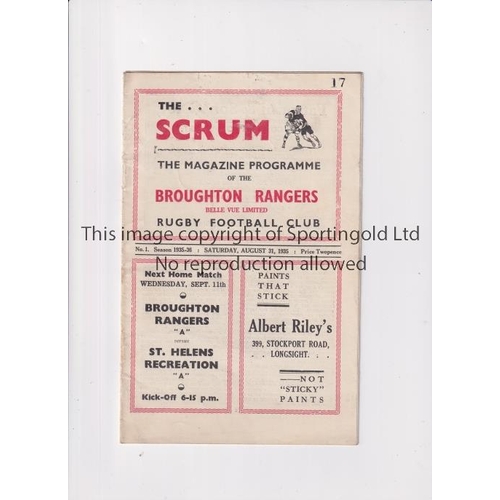 17
THE . . .
SCRUM
THE MAGAZINE PROGRAMME
OF THE
BROUGHTON RANGERS
BELLE VUE LIMITED
RUGBY FOOTBALL CLUB
This image copyright of Sportingold Ltd
No. 1. Season 1935-36 : SATURDAY, AUGUST 31, 1935 : Price Twopence
No reproduction allowed
Next Home Match
WEDNESDAY, SEPT. 11th
BROUGHTON
RANGERS
"A"
versus
ST. HELENS
RECREATION
"A"
Kick-Off 6-15 p.m.
PAINTS
THAT
STICK
Albert Riley's
399, STOCKPORT ROAD,
. . LONGSIGHT. . .
NOT
"STICKY"
PAINTS